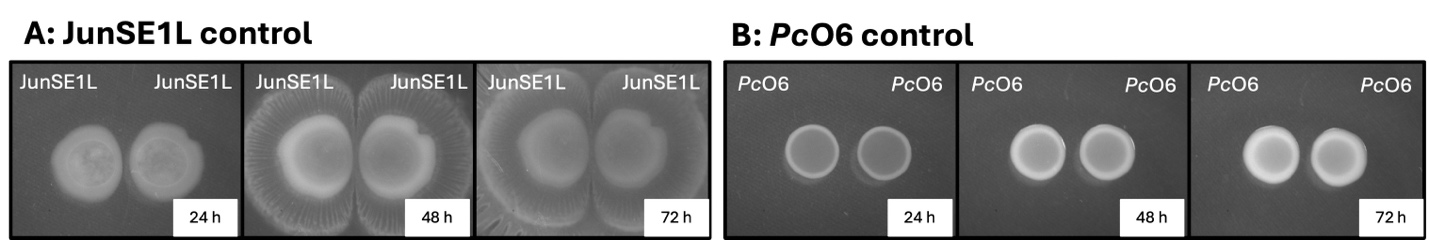 A: JunSE1L control
JunSE1L JunSE1L
24 h
JunSE1L JunSE1L
48 h
JunSE1L JunSE1L
72 h
B: PcO6 control
PcO6 PcO6
24 h
PcO6 PcO6
48 h
PcO6 PcO6
72 h